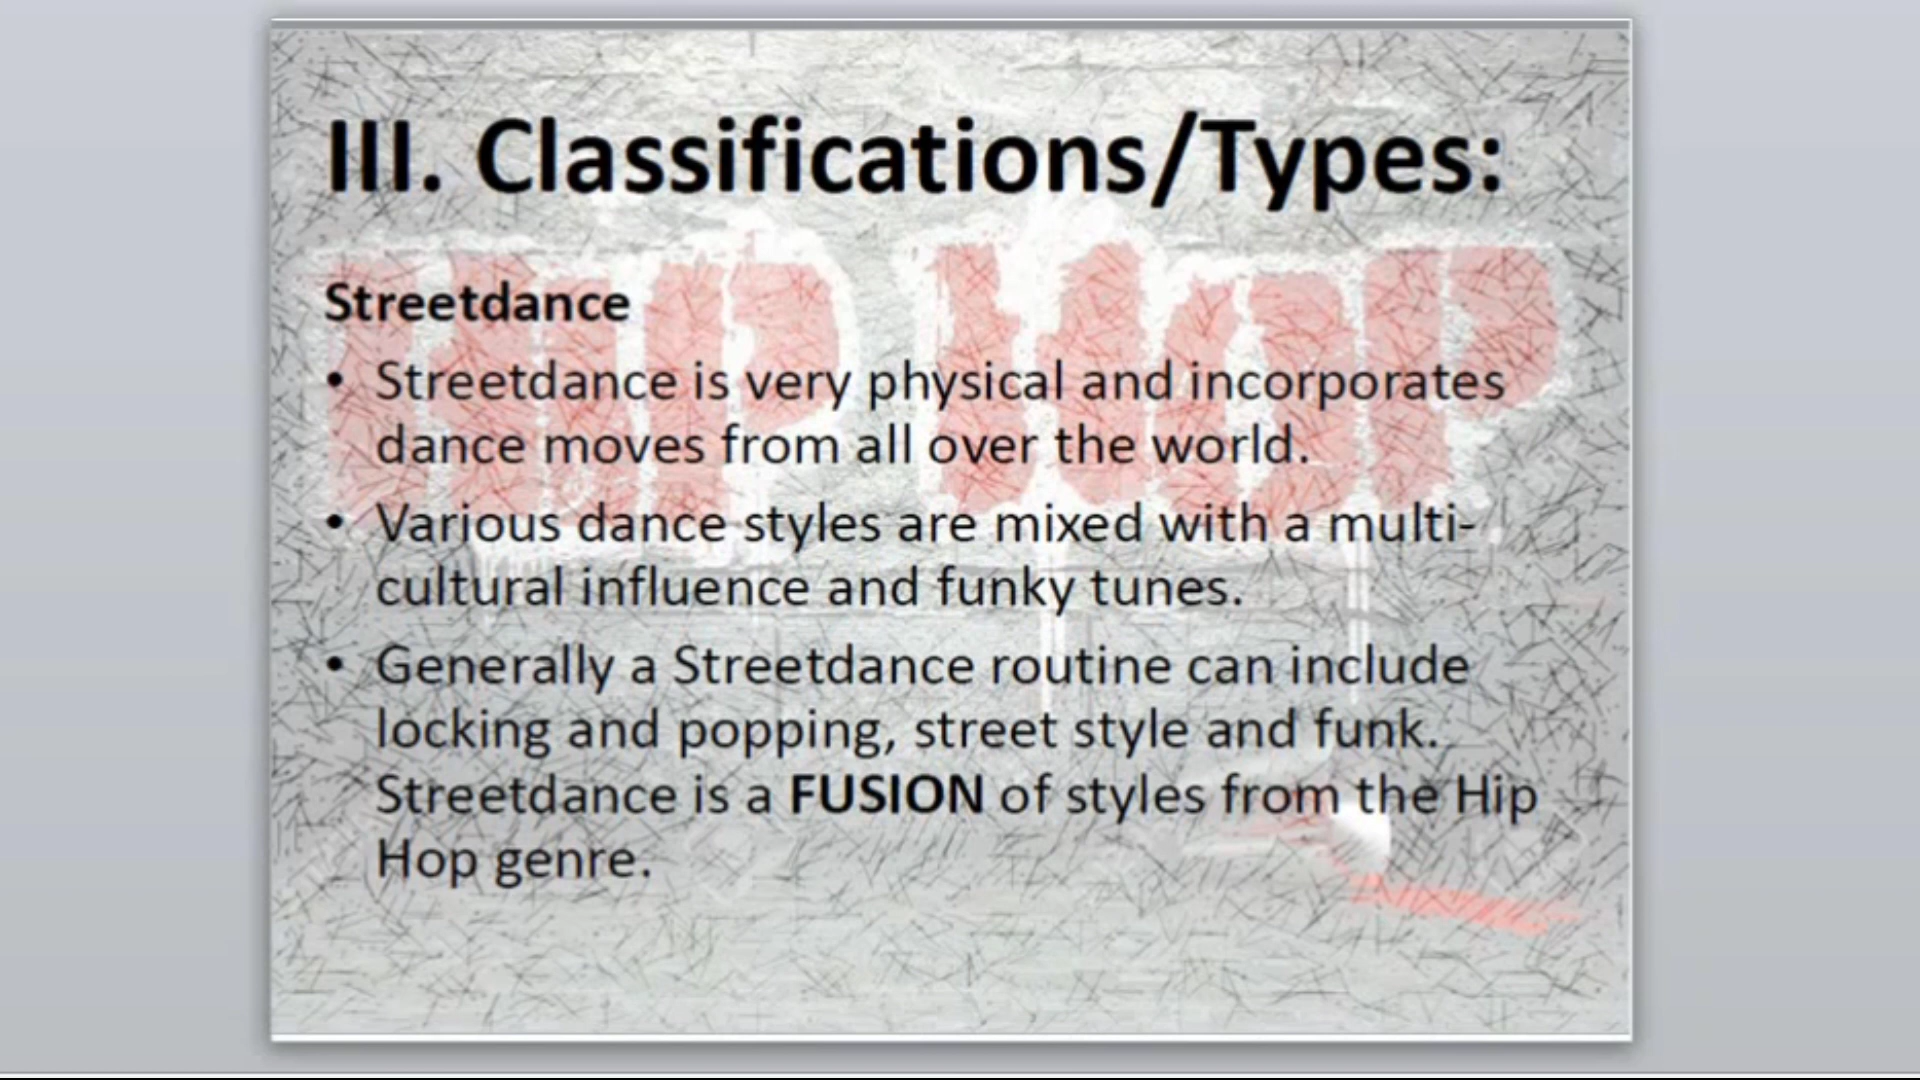 III. Classifications/Types:
HIP HOP
Streetdance
• Streetdance is very physical and incorporates
dance moves from all over the world.
• Various dance styles are mixed with a multi-
cultural influence and funky tunes.
• Generally a Streetdance routine can include
locking and popping, street style and funk.
Streetdance is a FUSION of styles from the Hip
Hop genre.